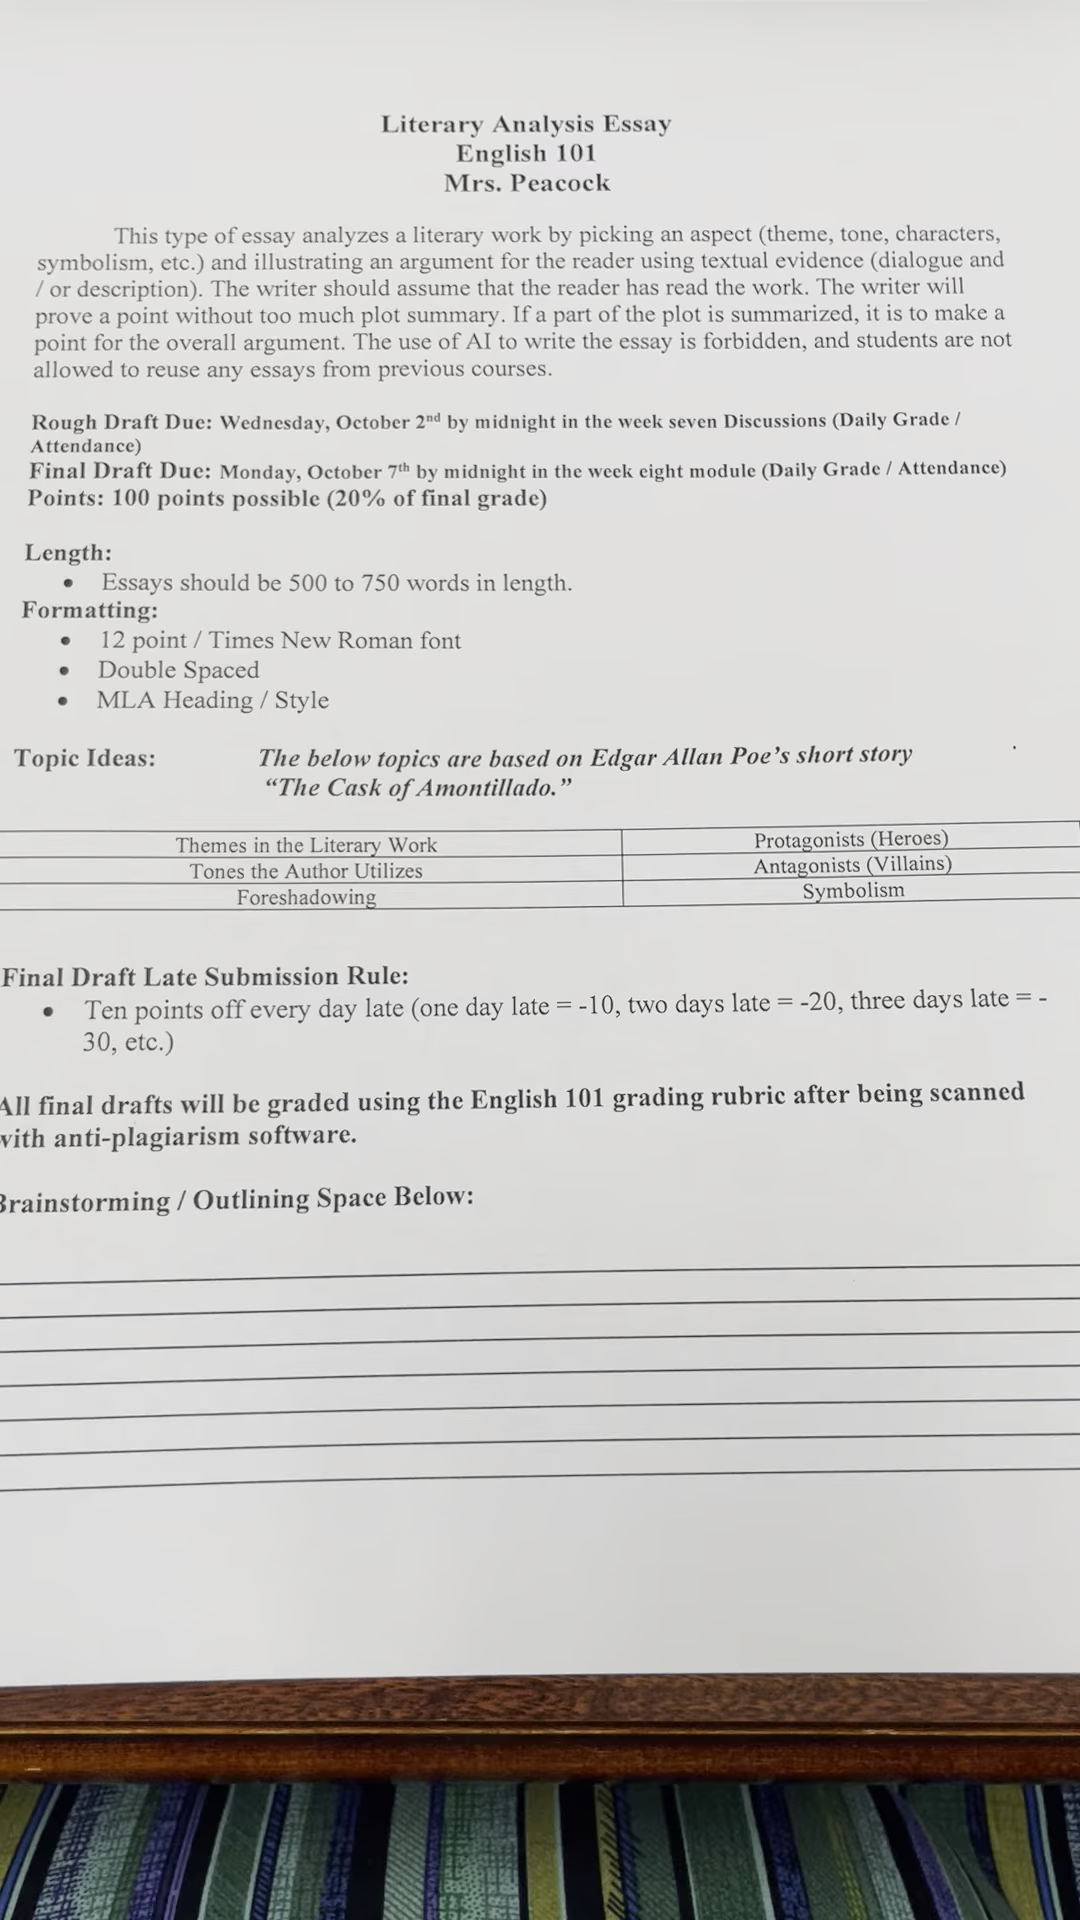 Literary Analysis Essay
English 101
Mrs. Peacock
This type of essay analyzes a literary work by picking an aspect (theme, tone, characters,
symbolism, etc.) and illustrating an argument for the reader using textual evidence (dialogue and
/ or description). The writer should assume that the reader has read the work. The writer will
prove a point without too much plot summary. If a part of the plot is summarized, it is to make a
point for the overall argument. The use of AI to write the essay is forbidden, and students are not
allowed to reuse any essays from previous courses.
Rough Draft Due: Wednesday, October 2nd by midnight in the week seven Discussions (Daily Grade /
Attendance)
Final Draft Due: Monday, October 7th by midnight in the week eight module (Daily Grade / Attendance)
Points: 100 points possible (20% of final grade)
Length:
• Essays should be 500 to 750 words in length.
Formatting:
• 12 point / Times New Roman font
• Double Spaced
• MLA Heading / Style
Topic Ideas: The below topics are based on Edgar Allan Poe's short story
"The Cask of Amontillado."
Themes in the Literary Work Protagonists (Heroes)
Tones the Author Utilizes Antagonists (Villains)
Foreshadowing Symbolism
Final Draft Late Submission Rule:
• Ten points off every day late (one day late = -10, two days late = -20, three days late = -
30, etc.)
All final drafts will be graded using the English 101 grading rubric after being scanned
with anti-plagiarism software.
Brainstorming / Outlining Space Below: